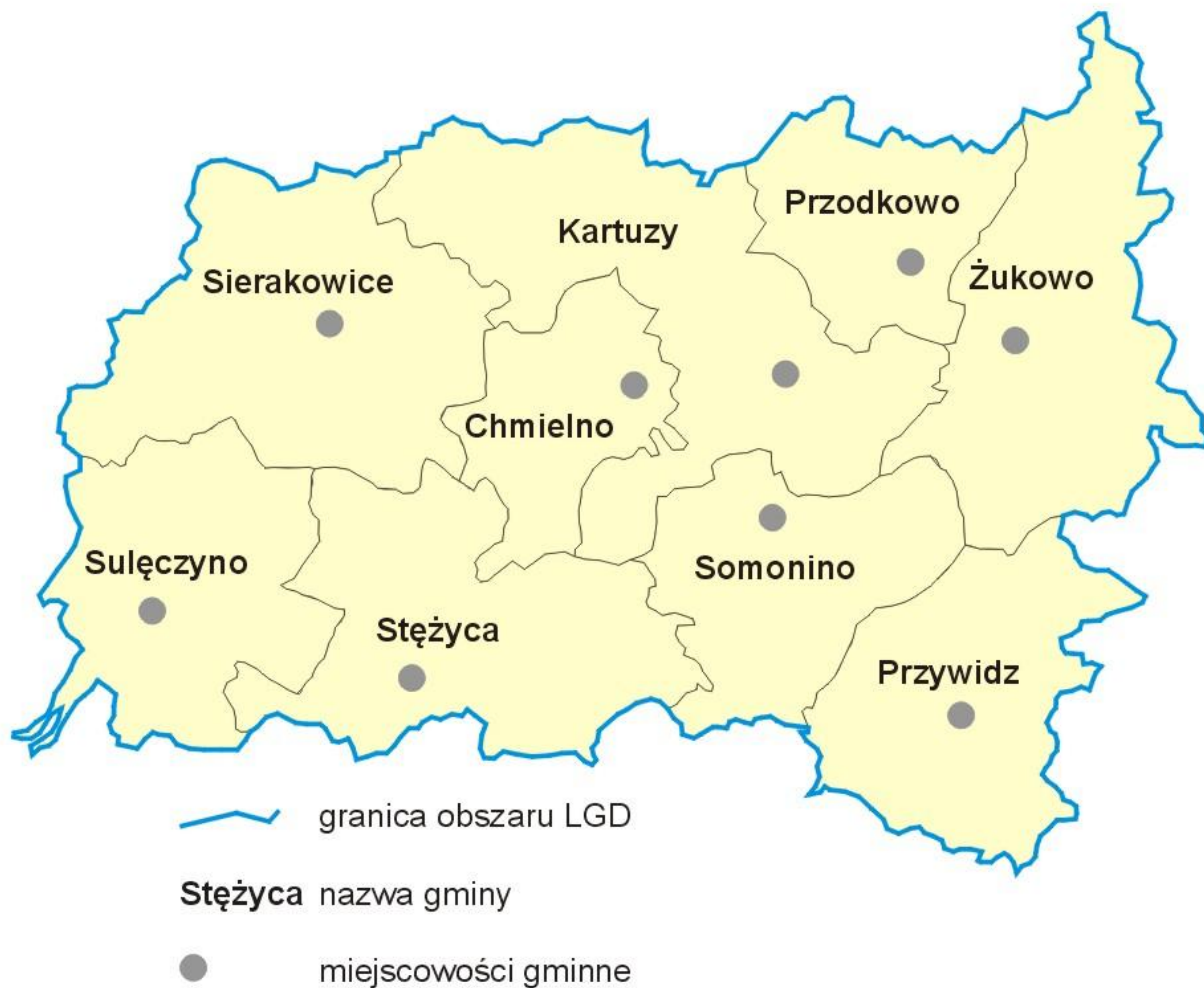 Przodkowo
Kartuzy
Żukowo
Sierakowice
Chmielno
Sulęczyno
Somonino
Stężyca
Przywidz
granica obszaru LGD
Stężyca nazwa gminy
miejscowości gminne